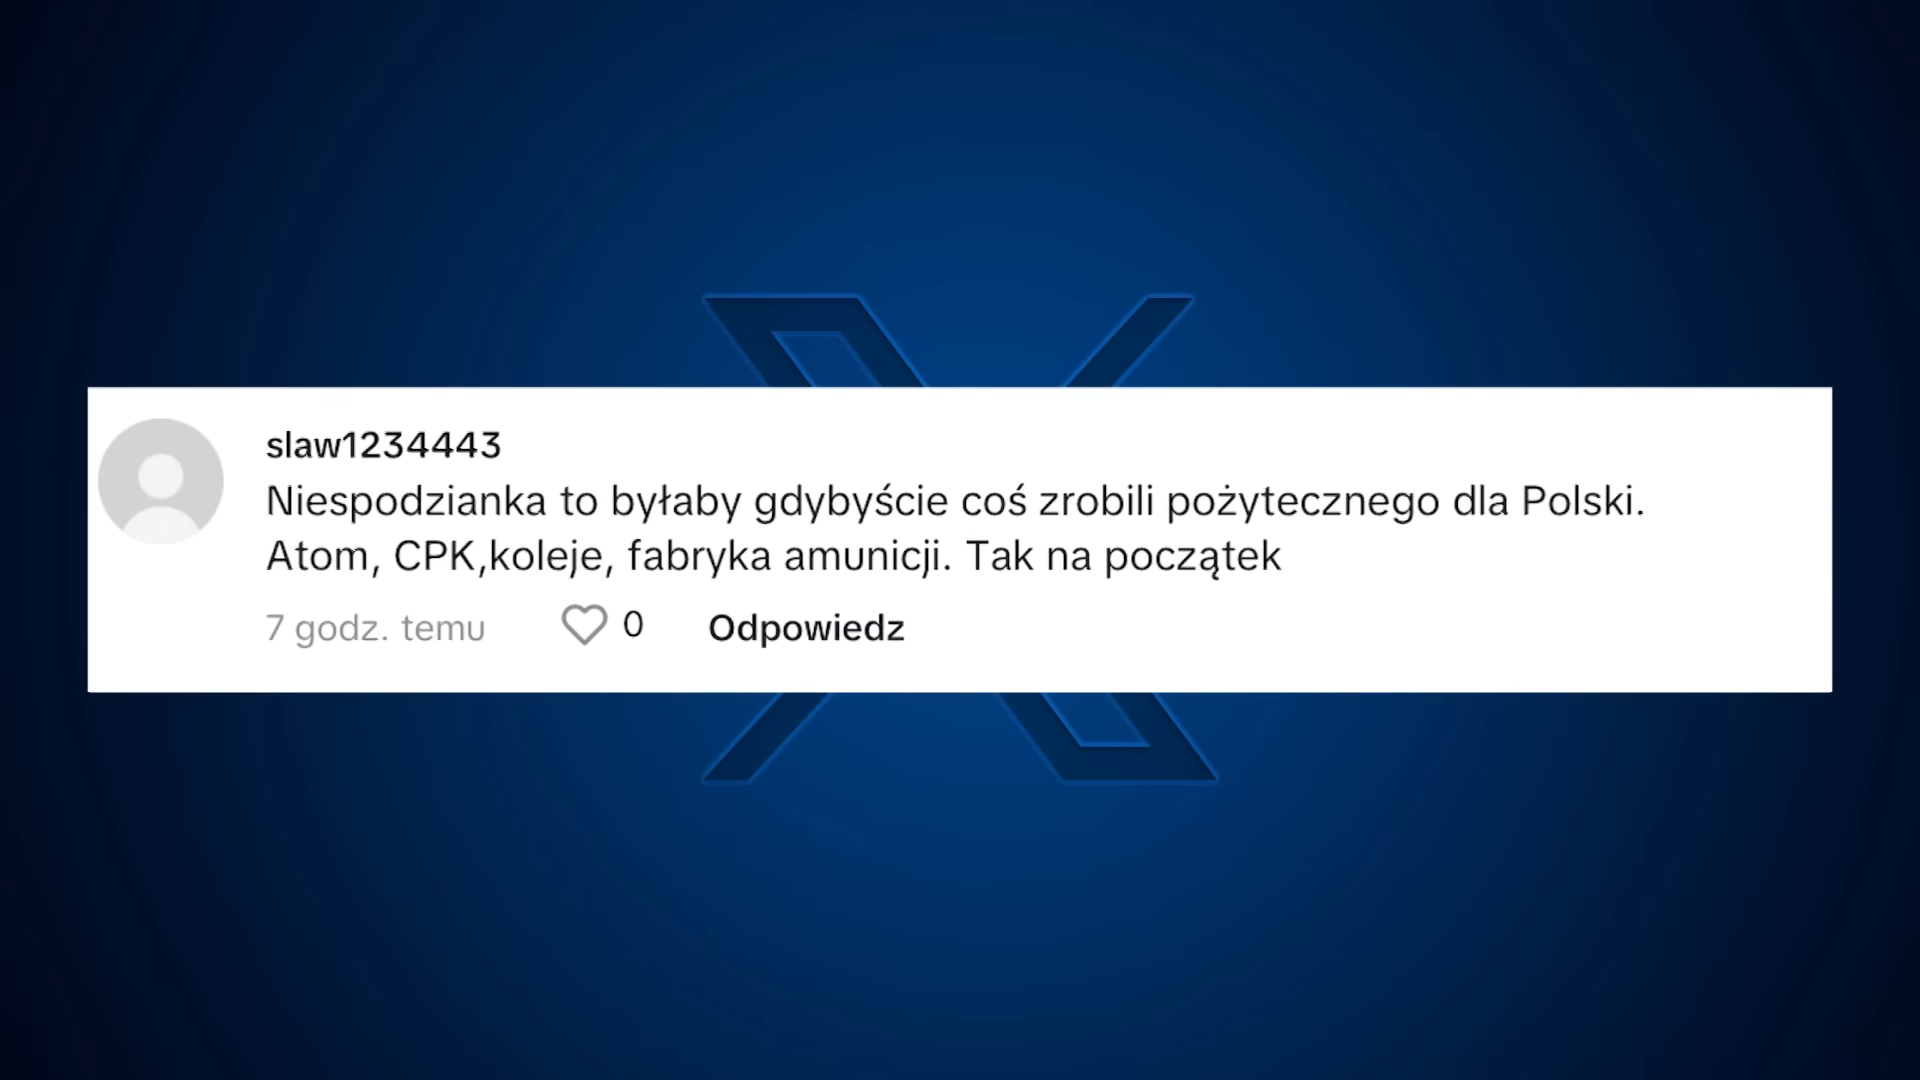 slaw1234443
Niespodzianka to byłaby gdybyście coś zrobili pożytecznego dla Polski.
Atom, CPK,koleje, fabryka amunicji. Tak na początek
7 godz. temu 0 Odpowiedz